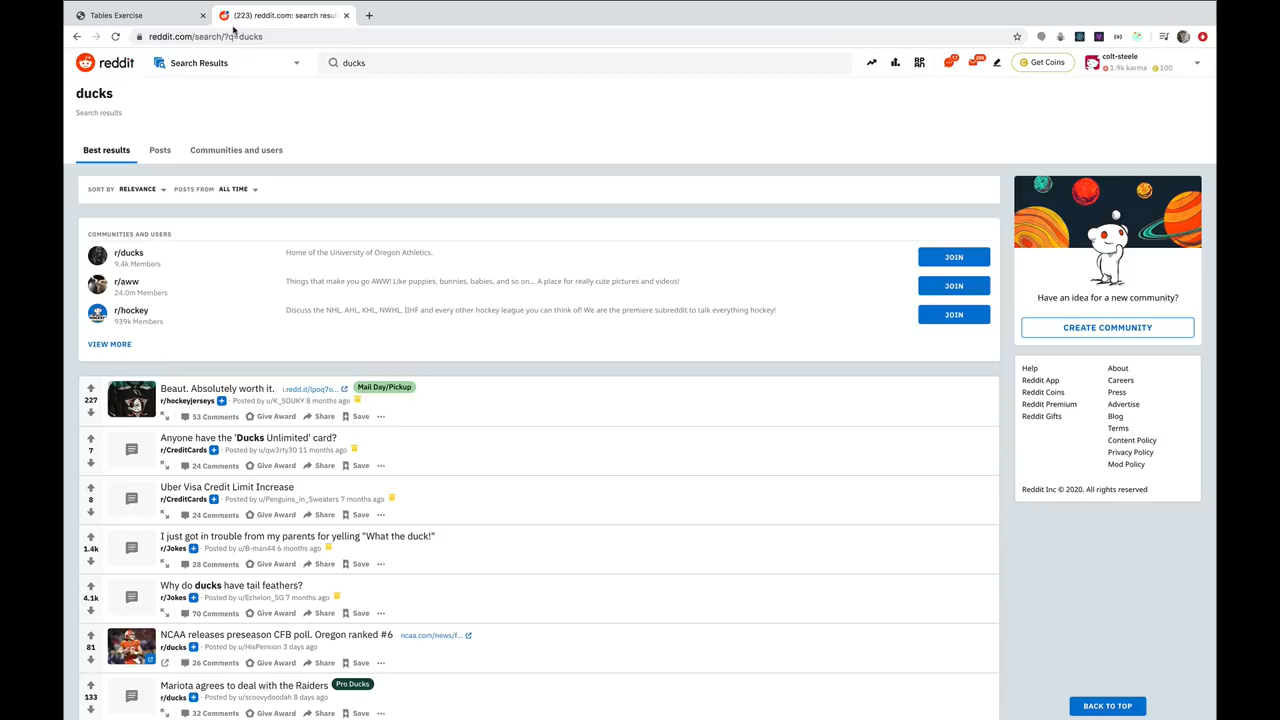 Tables Exercise
(223) reddit.com: search resul
reddit.com/search/?q=ducks
reddit
Search Results
ducks
Get Coins
colt-steele
1.9k karma
100
ducks
Search results
Best results
Posts
Communities and users
SORT BY RELEVANCE POSTS FROM ALL TIME
COMMUNITIES AND USERS
r/ducks
9.4k Members
Home of the University of Oregon Athletics.
JOIN
r/aww
24.0m Members
Things that make you go AWW! Like puppies, bunnies, babies, and so on... A place for really cute pictures and videos!
JOIN
r/hockey
939k Members
Discuss the NHL, AHL, KHL, NWHL, IIHF and every other hockey league you can think of! We are the premiere subreddit to talk everything hockey!
JOIN
VIEW MORE
227
Beaut. Absolutely worth it. i.redd.it/lpoq7o... Mail Day/Pickup
r/hockeyjerseys · Posted by u/K_SOUKY 8 months ago
53 Comments Give Award Share Save
7
Anyone have the 'Ducks Unlimited' card?
r/CreditCards · Posted by u/qw3rty30 11 months ago
24 Comments Give Award Share Save
8
Uber Visa Credit Limit Increase
r/CreditCards · Posted by u/Penguins_in_Sweaters 7 months ago
24 Comments Give Award Share Save
1.4k
I just got in trouble from my parents for yelling "What the duck!"
r/Jokes · Posted by u/B-man44 6 months ago
28 Comments Give Award Share Save
4.1k
Why do ducks have tail feathers?
r/Jokes · Posted by u/Echelon_SG 7 months ago
70 Comments Give Award Share Save
81
NCAA releases preseason CFB poll. Oregon ranked #6 ncaa.com/news/f...
r/ducks · Posted by u/HisPension 3 days ago
26 Comments Give Award Share Save
133
Mariota agrees to deal with the Raiders Pro Ducks
r/ducks · Posted by u/scoovydoodah 8 days ago
32 Comments Give Award Share Save
Have an idea for a new community?
CREATE COMMUNITY
Help
Reddit App
Reddit Coins
Reddit Premium
Reddit Gifts
About
Careers
Press
Advertise
Blog
Terms
Content Policy
Privacy Policy
Mod Policy
Reddit Inc © 2020. All rights reserved
BACK TO TOP